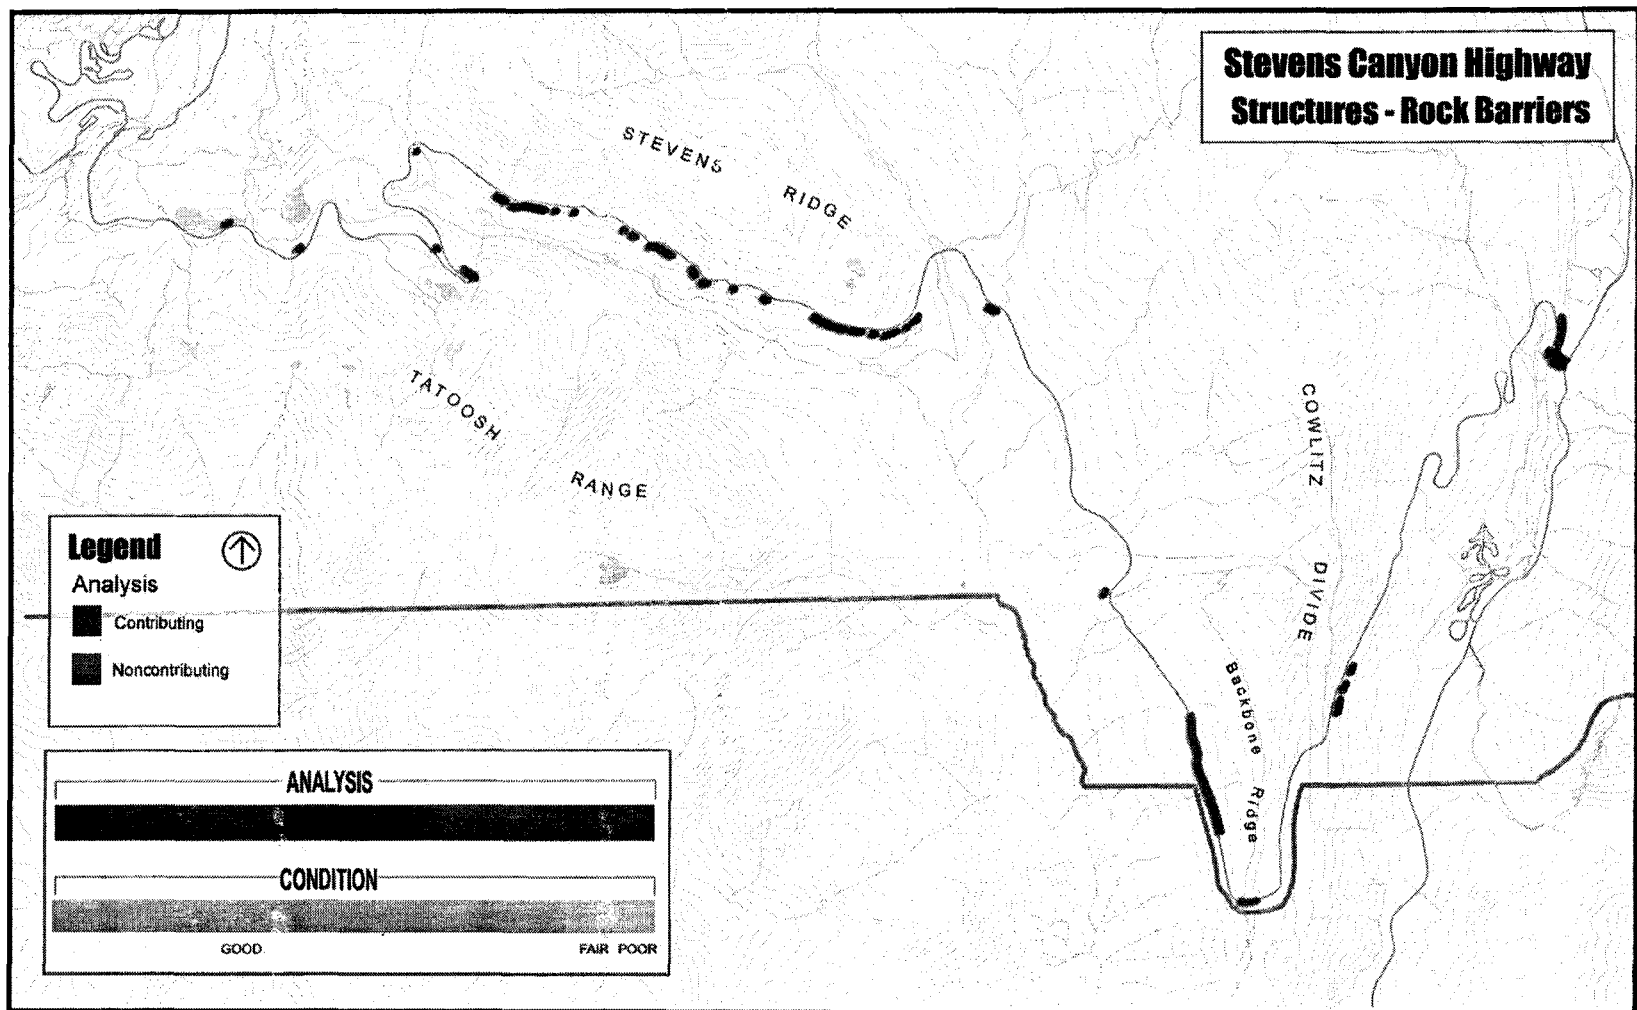 Stevens Canyon Highway
Structures - Rock Barriers
STEVENS
RIDGE
TATOOSH
RANGE
COWLITZ
DIVIDE
Backbone
Ridge
Legend
Analysis
Contributing
Noncontributing
ANALYSIS
CONDITION
GOOD
FAIR POOR